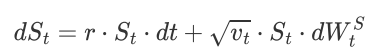 dS_t = r · S_t · dt + √v_t · S_t · dW_t^S